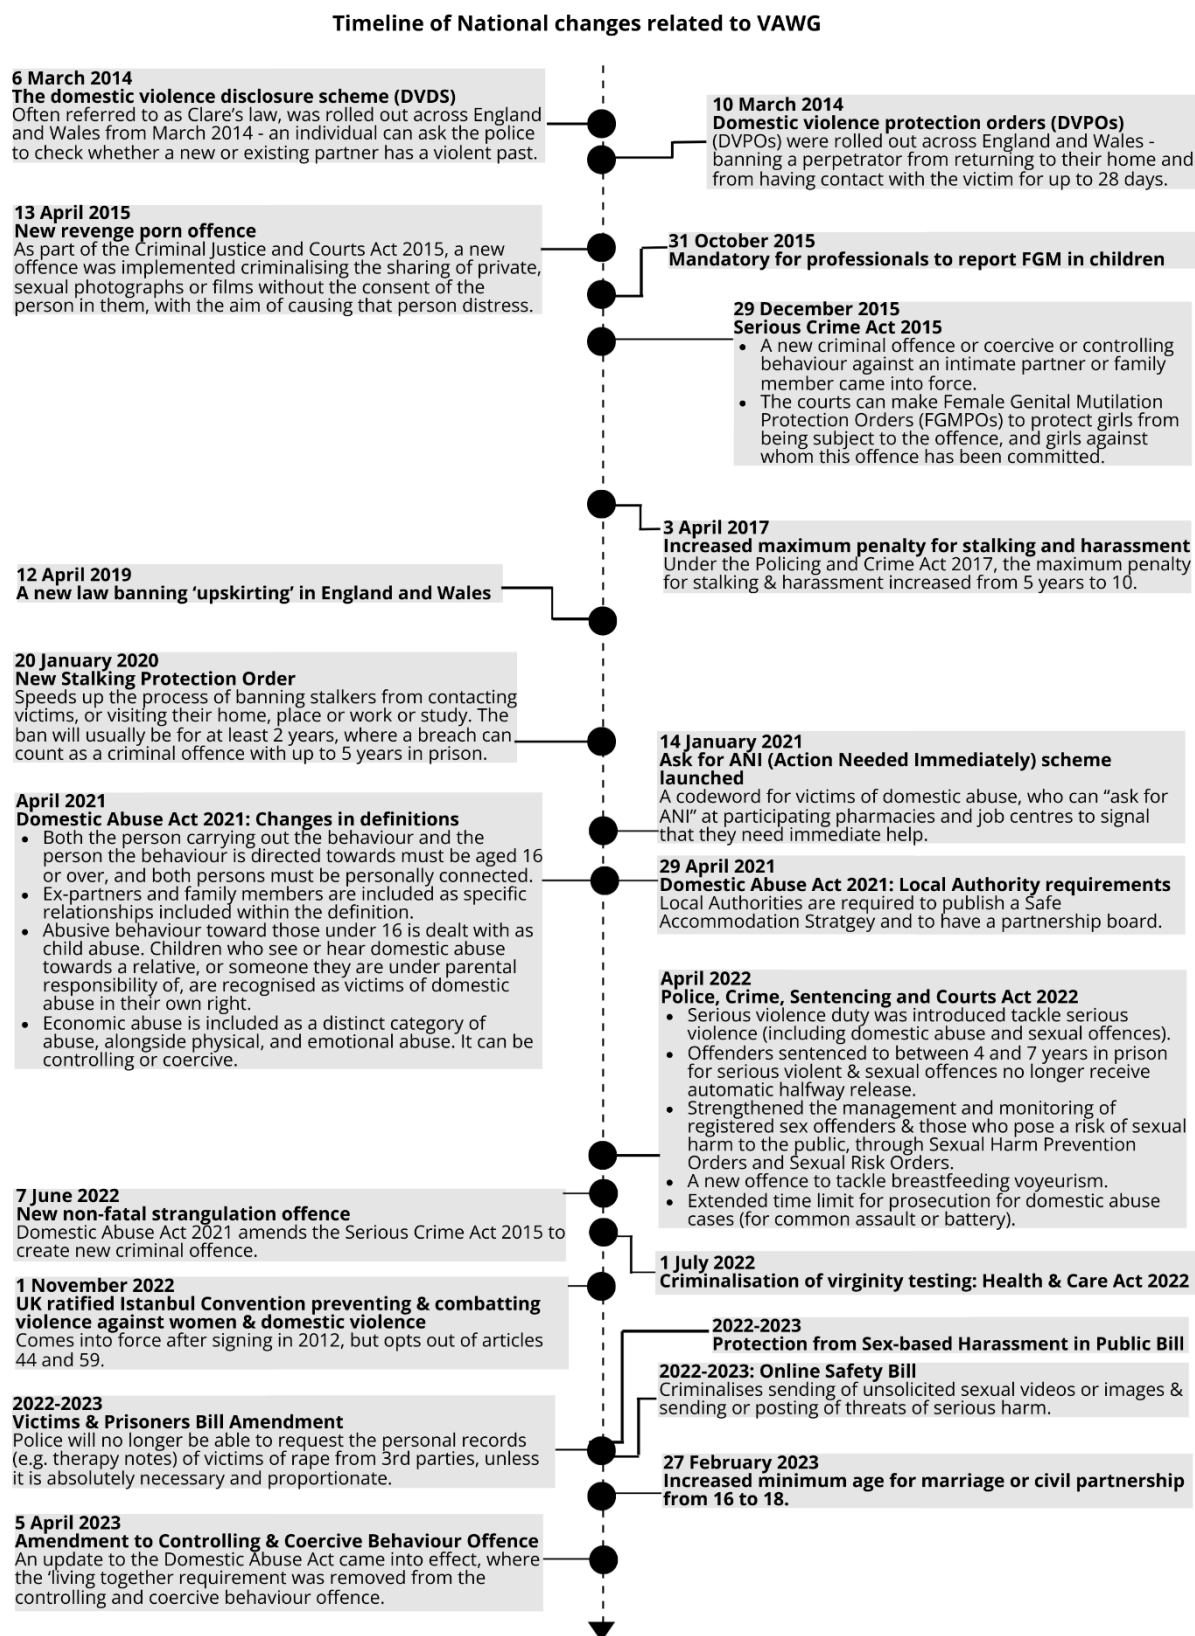 Timeline of National changes related to VAWG
6 March 2014
The domestic violence disclosure scheme (DVDS)
Often referred to as Clare’s law, was rolled out across England
and Wales from March 2014 - an individual can ask the police
to check whether a new or existing partner has a violent past.
10 March 2014
Domestic violence protection orders (DVPOs)
(DVPOs) were rolled out across England and Wales -
banning a perpetrator from returning to their home and
from having contact with the victim for up to 28 days.
13 April 2015
New revenge porn offence
As part of the Criminal Justice and Courts Act 2015, a new
offence was implemented criminalising the sharing of private,
sexual photographs or films without the consent of the
person in them, with the aim of causing that person distress.
31 October 2015
Mandatory for professionals to report FGM in children
29 December 2015
Serious Crime Act 2015
• A new criminal offence or coercive or controlling
behaviour against an intimate partner or family
member came into force.
• The courts can make Female Genital Mutilation
Protection Orders (FGMPOs) to protect girls from
being subject to the offence, and girls against
whom this offence has been committed.
3 April 2017
Increased maximum penalty for stalking and harassment
Under the Policing and Crime Act 2017, the maximum penalty
for stalking & harassment increased from 5 years to 10.
12 April 2019
A new law banning ‘upskirting’ in England and Wales
20 January 2020
New Stalking Protection Order
Speeds up the process of banning stalkers from contacting
victims, or visiting their home, place or work or study. The
ban will usually be for at least 2 years, where a breach can
count as a criminal offence with up to 5 years in prison.
14 January 2021
Ask for ANI (Action Needed Immediately) scheme
launched
A codeword for victims of domestic abuse, who can “ask for
ANI” at participating pharmacies and job centres to signal
that they need immediate help.
April 2021
Domestic Abuse Act 2021: Changes in definitions
• Both the person carrying out the behaviour and the
person the behaviour is directed towards must be aged 16
or over, and both persons must be personally connected.
• Ex-partners and family members are included as specific
relationships included within the definition.
• Abusive behaviour toward those under 16 is dealt with as
child abuse. Children who see or hear domestic abuse
towards a relative, or someone they are under parental
responsibility of, are recognised as victims of domestic
abuse in their own right.
• Economic abuse is included as a distinct category of
abuse, alongside physical, and emotional abuse. It can be
controlling or coercive.
29 April 2021
Domestic Abuse Act 2021: Local Authority requirements
Local Authorities are required to publish a Safe
Accommodation Stratgey and to have a partnership board.
April 2022
Police, Crime, Sentencing and Courts Act 2022
• Serious violence duty was introduced tackle serious
violence (including domestic abuse and sexual offences).
• Offenders sentenced to between 4 and 7 years in prison
for serious violent & sexual offences no longer receive
automatic halfway release.
• Strengthened the management and monitoring of
registered sex offenders & those who pose a risk of sexual
harm to the public, through Sexual Harm Prevention
Orders and Sexual Risk Orders.
• A new offence to tackle breastfeeding voyeurism.
• Extended time limit for prosecution for domestic abuse
cases (for common assault or battery).
7 June 2022
New non-fatal strangulation offence
Domestic Abuse Act 2021 amends the Serious Crime Act 2015 to
create new criminal offence.
1 July 2022
Criminalisation of virginity testing: Health & Care Act 2022
1 November 2022
UK ratified Istanbul Convention preventing & combatting
violence against women & domestic violence
Comes into force after signing in 2012, but opts out of articles
44 and 59.
2022-2023
Protection from Sex-based Harassment in Public Bill
2022-2023: Online Safety Bill
Criminalises sending of unsolicited sexual videos or images &
sending or posting of threats of serious harm.
2022-2023
Victims & Prisoners Bill Amendment
Police will no longer be able to request the personal records
(e.g. therapy notes) of victims of rape from 3rd parties, unless
it is absolutely necessary and proportionate.
27 February 2023
Increased minimum age for marriage or civil partnership
from 16 to 18.
5 April 2023
Amendment to Controlling & Coercive Behaviour Offence
An update to the Domestic Abuse Act came into effect, where
the ‘living together requirement was removed from the
controlling and coercive behaviour offence.